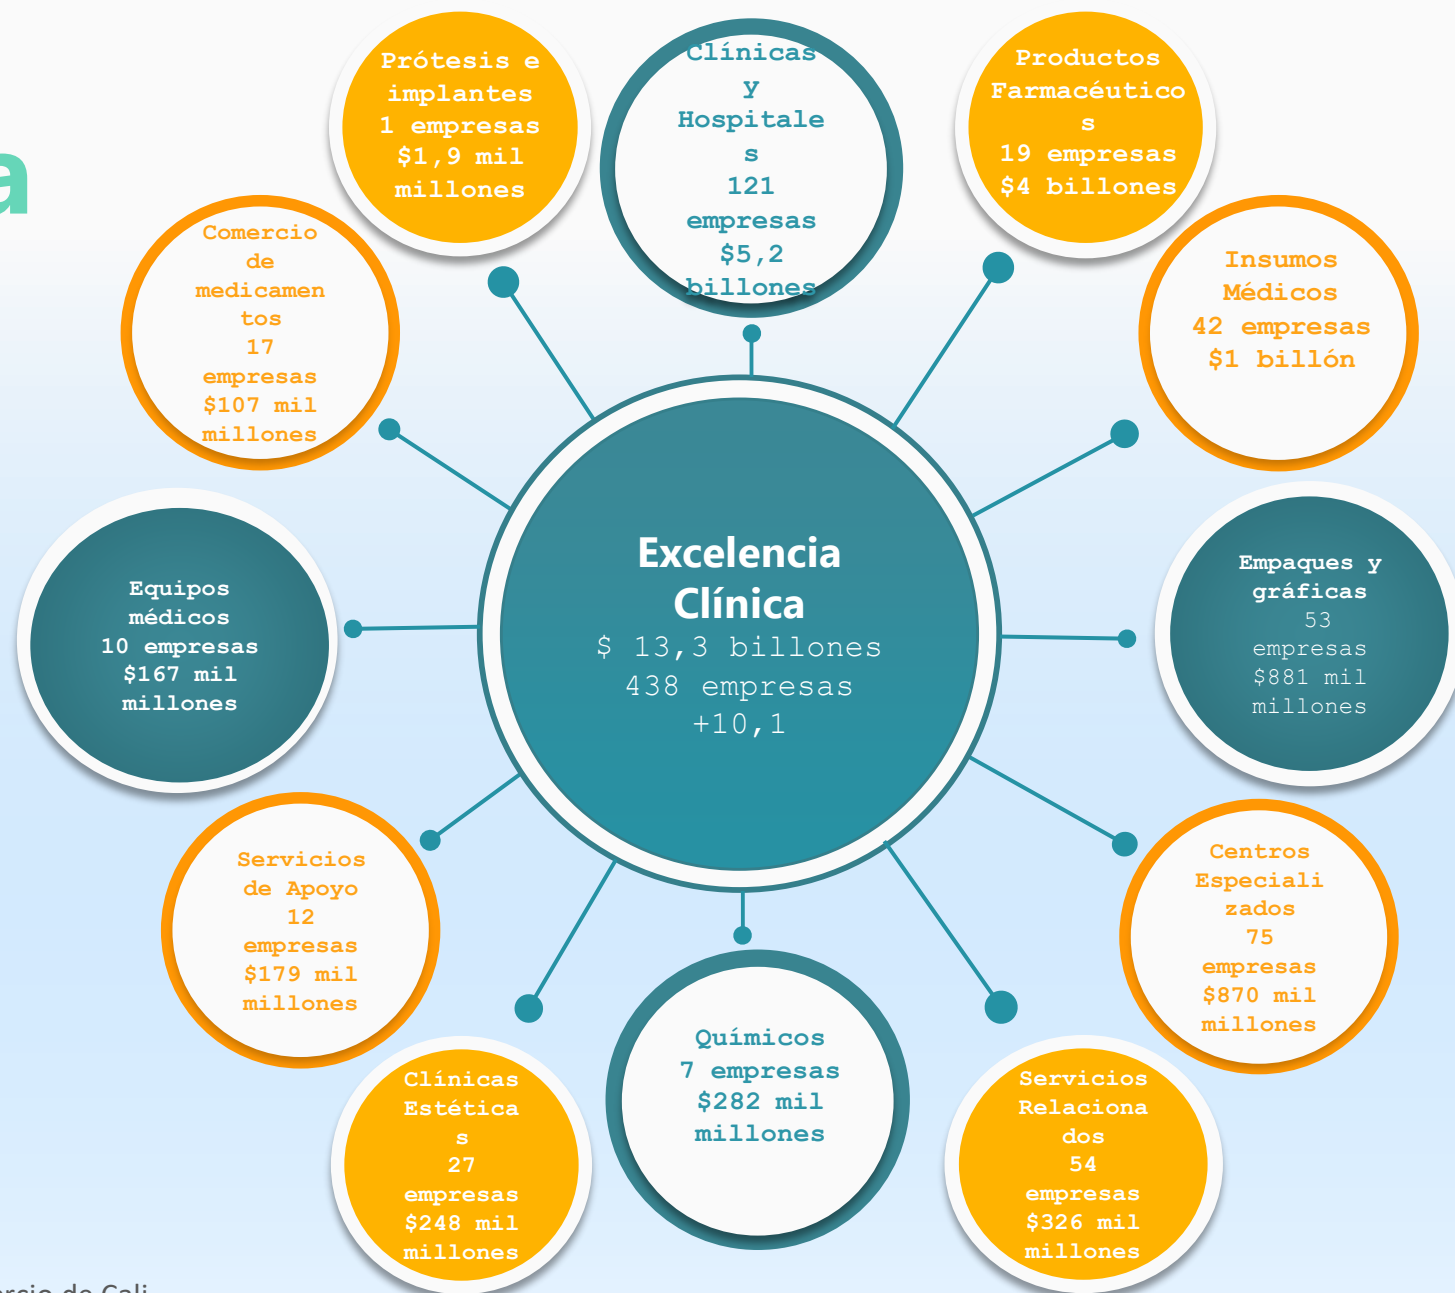 a
Prótesis e
implantes
1 empresas
$1,9 mil
millones
Clínicas
y
Hospitale
s
121
empresas
$5,2
billones
Productos
Farmacéutico
s
19 empresas
$4 billones
Comercio
de
medicamen
tos
17
empresas
$107 mil
millones
Insumos
Médicos
42 empresas
$1 billón
Equipos
médicos
10 empresas
$167 mil
millones
Excelencia
Clínica
$ 13,3 billones
438 empresas
+10,1
Empaques y
gráficas
53
empresas
$881 mil
millones
Servicios
de Apoyo
12
empresas
$179 mil
millones
Centros
Especiali
zados
75
empresas
$870 mil
millones
Clínicas
Estética
s
27
empresas
$248 mil
millones
Químicos
7 empresas
$282 mil
millones
Servicios
Relaciona
dos
54
empresas
$326 mil
millones
de Cali